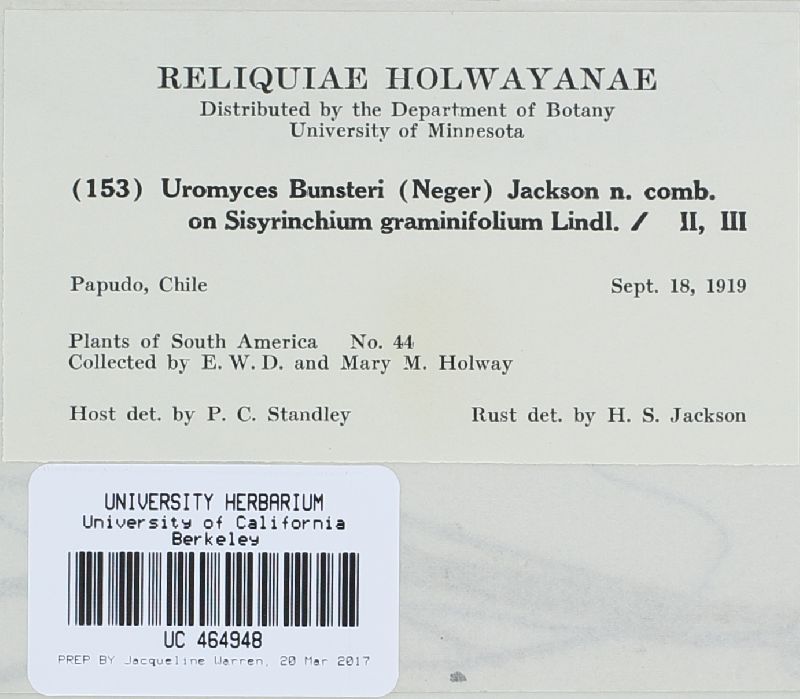 RELIQUIAE HOLWAYANAE
Distributed by the Department of Botany
University of Minnesota
(153) Uromyces Bunsteri (Neger) Jackson n. comb.
on Sisyrinchium graminifolium Lindl. / II, III
Papudo, Chile Sept. 18, 1919
Plants of South America No. 44
Collected by E. W. D. and Mary M. Holway
Host det. by P. C. Standley Rust det. by H. S. Jackson
UNIVERSITY HERBARIUM
University of California
Berkeley
UC 464948
PREP BY Jacqueline Warren, 20 Mar 2017